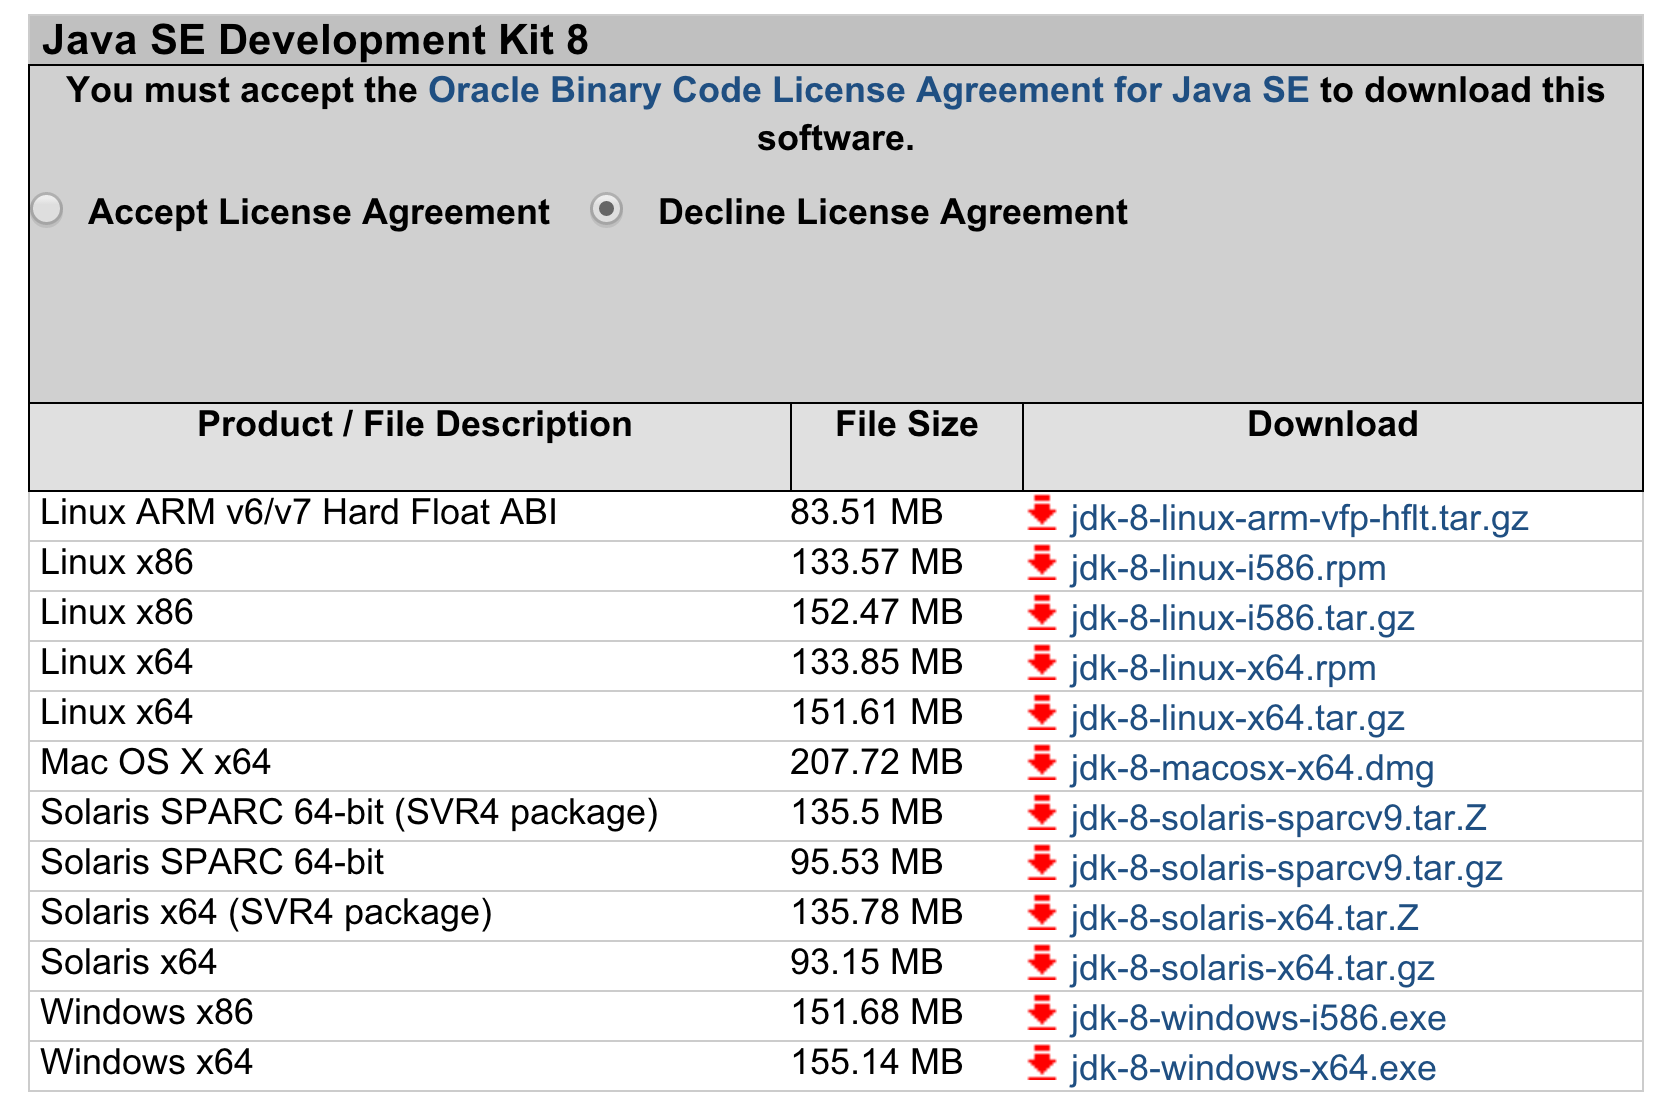 Java SE Development Kit 8
You must accept the Oracle Binary Code License Agreement for Java SE to download this
software.
Accept License Agreement Decline License Agreement
Product / File Description File Size Download
Linux ARM v6/v7 Hard Float ABI 83.51 MB jdk-8-linux-arm-vfp-hflt.tar.gz
Linux x86 133.57 MB jdk-8-linux-i586.rpm
Linux x86 152.47 MB jdk-8-linux-i586.tar.gz
Linux x64 133.85 MB jdk-8-linux-x64.rpm
Linux x64 151.61 MB jdk-8-linux-x64.tar.gz
Mac OS X x64 207.72 MB jdk-8-macosx-x64.dmg
Solaris SPARC 64-bit (SVR4 package) 135.5 MB jdk-8-solaris-sparcv9.tar.Z
Solaris SPARC 64-bit 95.53 MB jdk-8-solaris-sparcv9.tar.gz
Solaris x64 (SVR4 package) 135.78 MB jdk-8-solaris-x64.tar.Z
Solaris x64 93.15 MB jdk-8-solaris-x64.tar.gz
Windows x86 151.68 MB jdk-8-windows-i586.exe
Windows x64 155.14 MB jdk-8-windows-x64.exe